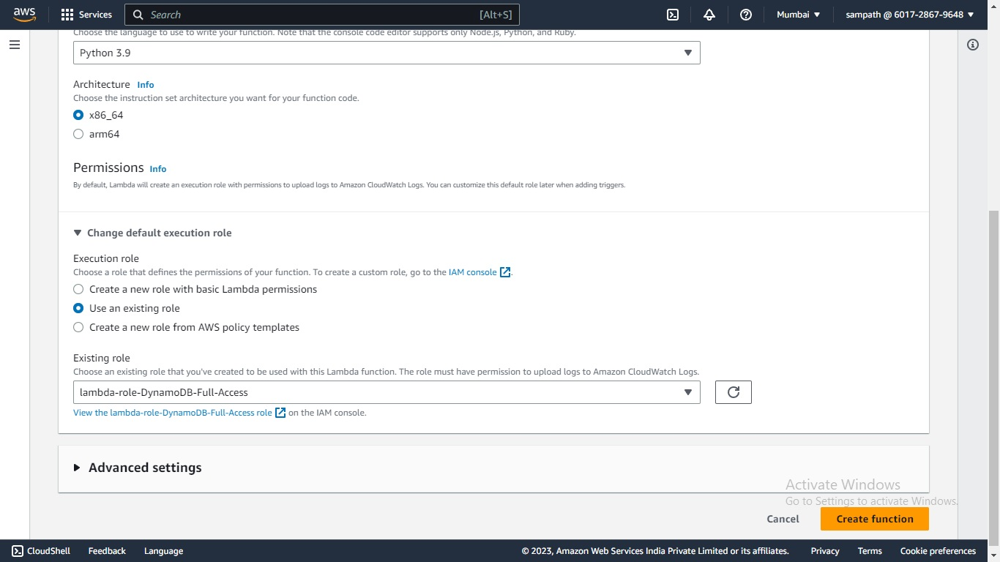 aws Services Search [Alt+S] Mumbai ▼ sampath @ 6017-2867-9648 ▼
Choose the language to use to write your function. Note that the console code editor supports only Node.js, Python, and Ruby.
Python 3.9
Architecture Info
Choose the instruction set architecture you want for your function code.
x86_64
arm64
Permissions Info
By default, Lambda will create an execution role with permissions to upload logs to Amazon CloudWatch Logs. You can customize this default role later when adding triggers.
Change default execution role
Execution role
Choose a role that defines the permissions of your function. To create a custom role, go to the IAM console.
Create a new role with basic Lambda permissions
Use an existing role
Create a new role from AWS policy templates
Existing role
Choose an existing role that you've created to be used with this Lambda function. The role must have permission to upload logs to Amazon CloudWatch Logs.
lambda-role-DynamoDB-Full-Access
View the lambda-role-DynamoDB-Full-Access role on the IAM console.
Advanced settings
Activate Windows
Go to Settings to activate Windows.
Cancel Create function
CloudShell Feedback Language © 2023, Amazon Web Services India Private Limited or its affiliates. Privacy Terms Cookie preferences